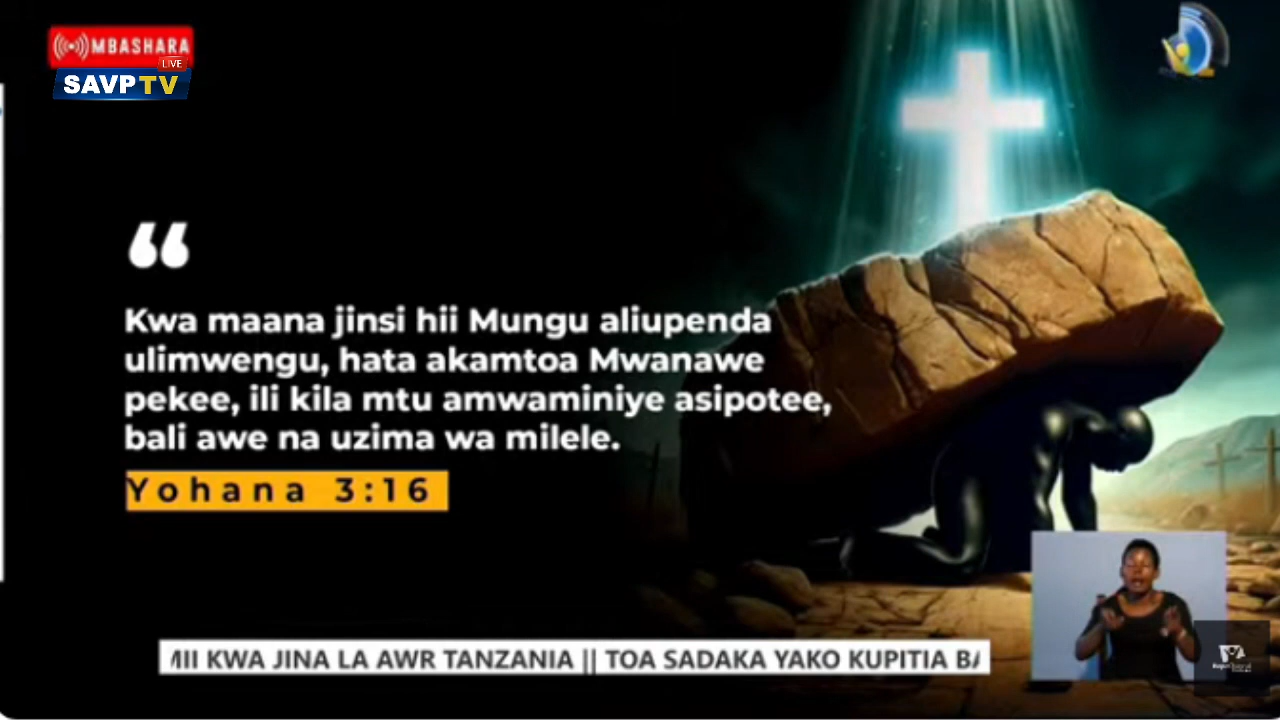 MBASHARA
LIVE
SAVPTV
“
Kwa maana jinsi hii Mungu aliupenda
ulimwengu, hata akamtoa Mwanawe
pekee, ili kila mtu amwaminiye asipotee,
bali awe na uzima wa milele.
Yohana 3:16
KWA JINA LA AWR TANZANIA || TOA SADAKA YAKO KUPITIA